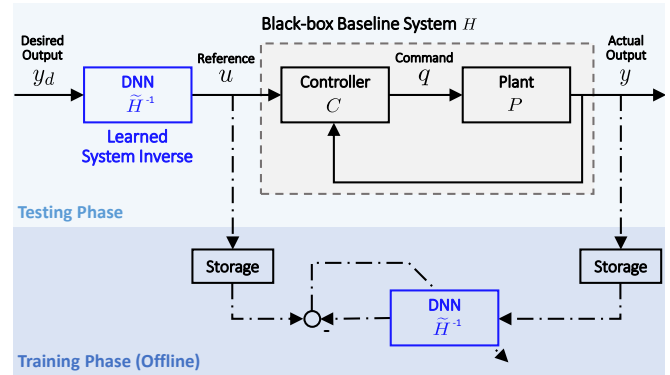 Black-box Baseline System H
Desired
Output
y_d
DNN
H̃^-1
Learned
System Inverse
Reference
u
Controller
C
Command
q
Plant
P
Actual
Output
y
Testing Phase
Storage
Storage
DNN
H̃^-1
-
Training Phase (Offline)